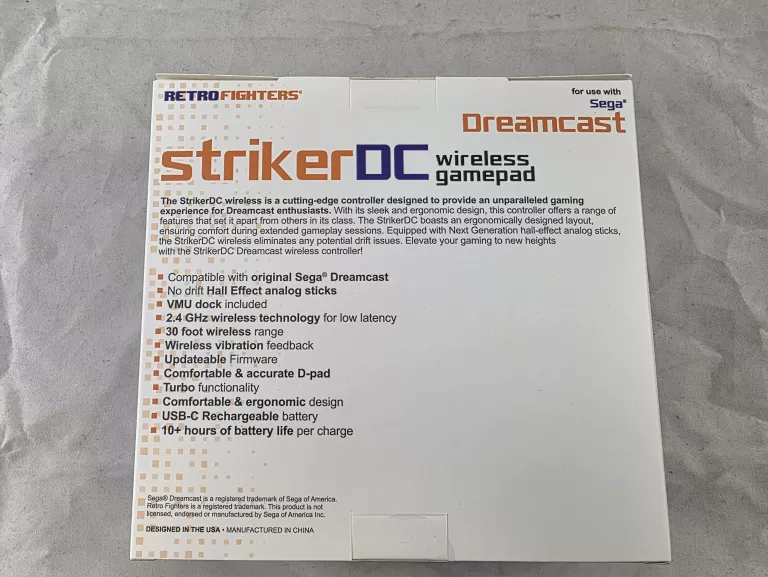 RETROFIGHTERS®
for use with
Sega®
Dreamcast
strikerDC wireless
gamepad
The StrikerDC wireless is a cutting-edge controller designed to provide an unparalleled gaming
experience for Dreamcast enthusiasts. With its sleek and ergonomic design, this controller offers a range of
features that set it apart from others in its class. The StrikerDC boasts an ergonomically designed layout,
ensuring comfort during extended gameplay sessions. Equipped with Next Generation hall-effect analog sticks,
the StrikerDC wireless eliminates any potential drift issues. Elevate your gaming to new heights
with the StrikerDC Dreamcast wireless controller!
Compatible with original Sega® Dreamcast
No drift Hall Effect analog sticks
VMU dock included
2.4 GHz wireless technology for low latency
30 foot wireless range
Wireless vibration feedback
Updateable Firmware
Comfortable & accurate D-pad
Turbo functionality
Comfortable & ergonomic design
USB-C Rechargeable battery
10+ hours of battery life per charge
Sega® Dreamcast is a registered trademark of Sega of America.
Retro Fighters is a registered trademark. This product is not
licensed, endorsed or manufactured by Sega of America Inc.
DESIGNED IN THE USA • MANUFACTURED IN CHINA